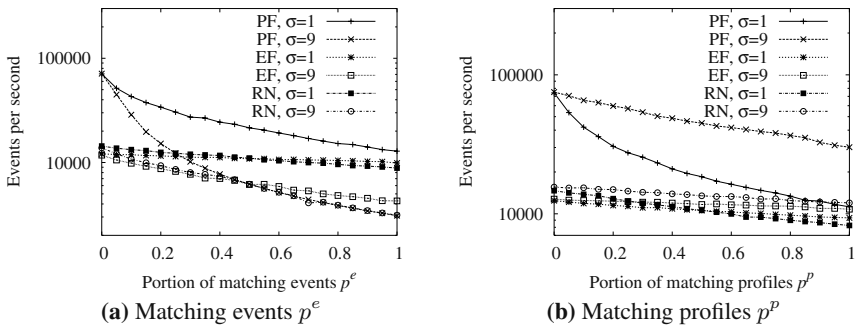 PF, σ=1
PF, σ=9
EF, σ=1
EF, σ=9
RN, σ=1
RN, σ=9
Events per second
100000
10000
0 0.2 0.4 0.6 0.8 1
Portion of matching events p^e
(a) Matching events p^e
PF, σ=1
PF, σ=9
EF, σ=1
EF, σ=9
RN, σ=1
RN, σ=9
Events per second
100000
10000
0 0.2 0.4 0.6 0.8 1
Portion of matching profiles p^p
(b) Matching profiles p^p